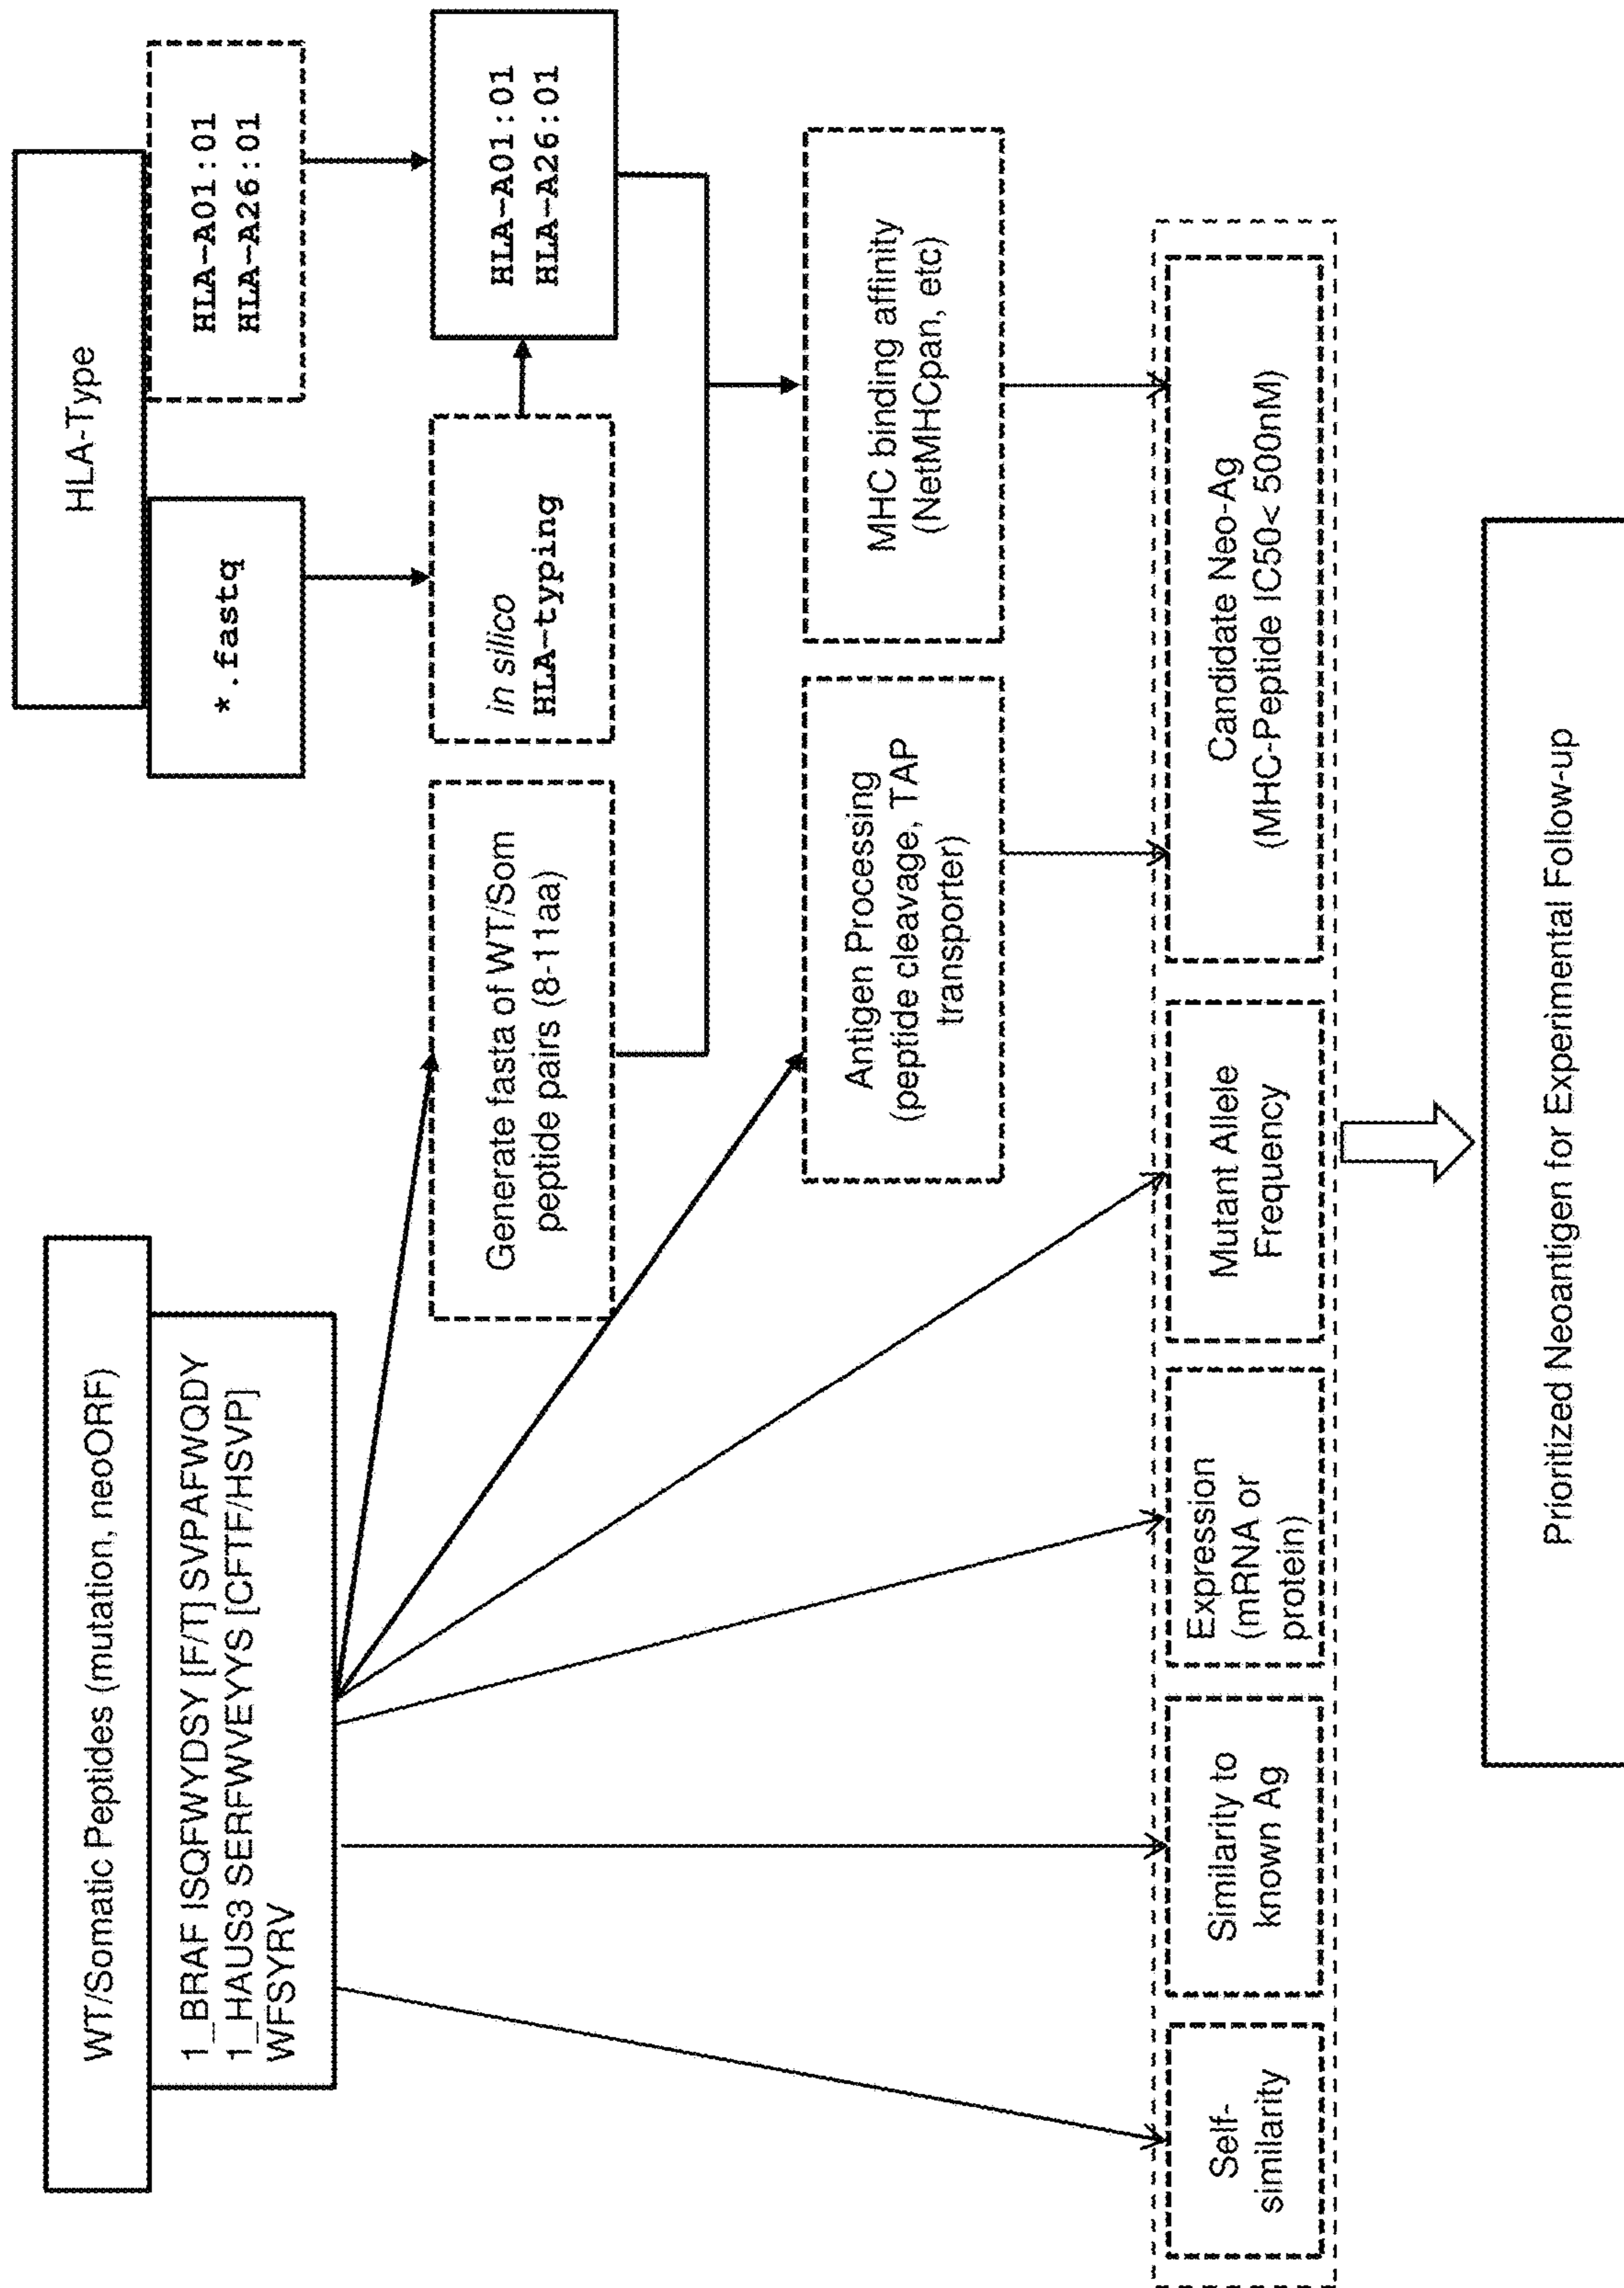 WT/Somatic Peptides (mutation, neoORF)
1_BRAF ISQFWYDSY [F/T] SVPAFWQDY
1_HAUS3 SERFWVEYYS [CFTF/HSVP]
WFSYRV
HLA-Type
*.fastq
HLA-A01:01
HLA-A26:01
Generate fasta of WT/Som
peptide pairs (8-11aa)
in silico
HLA-typing
HLA-A01:01
HLA-A26:01
Antigen Processing
(peptide cleavage, TAP
transporter)
MHC binding affinity
(NetMHCpan, etc)
Self-
similarity
Similarity to
known Ag
Expression
(mRNA or
protein)
Mutant Allele
Frequency
Candidate Neo-Ag
(MHC-Peptide IC50< 500nM)
Prioritized Neoantigen for Experimental Follow-up